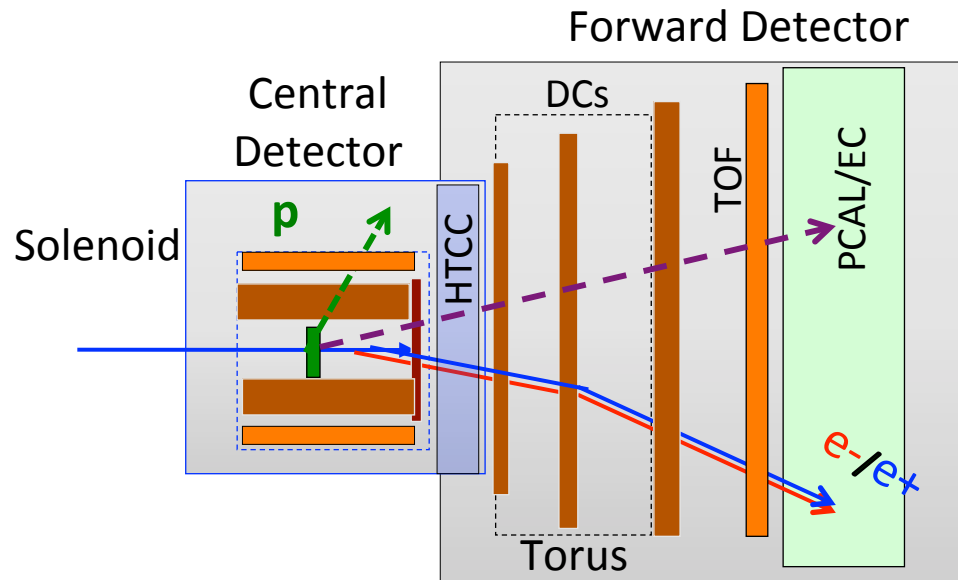 Forward Detector
Central
Detector
DCs
p
Solenoid
HTCC
TOF
PCAL/EC
e-/e+
Torus